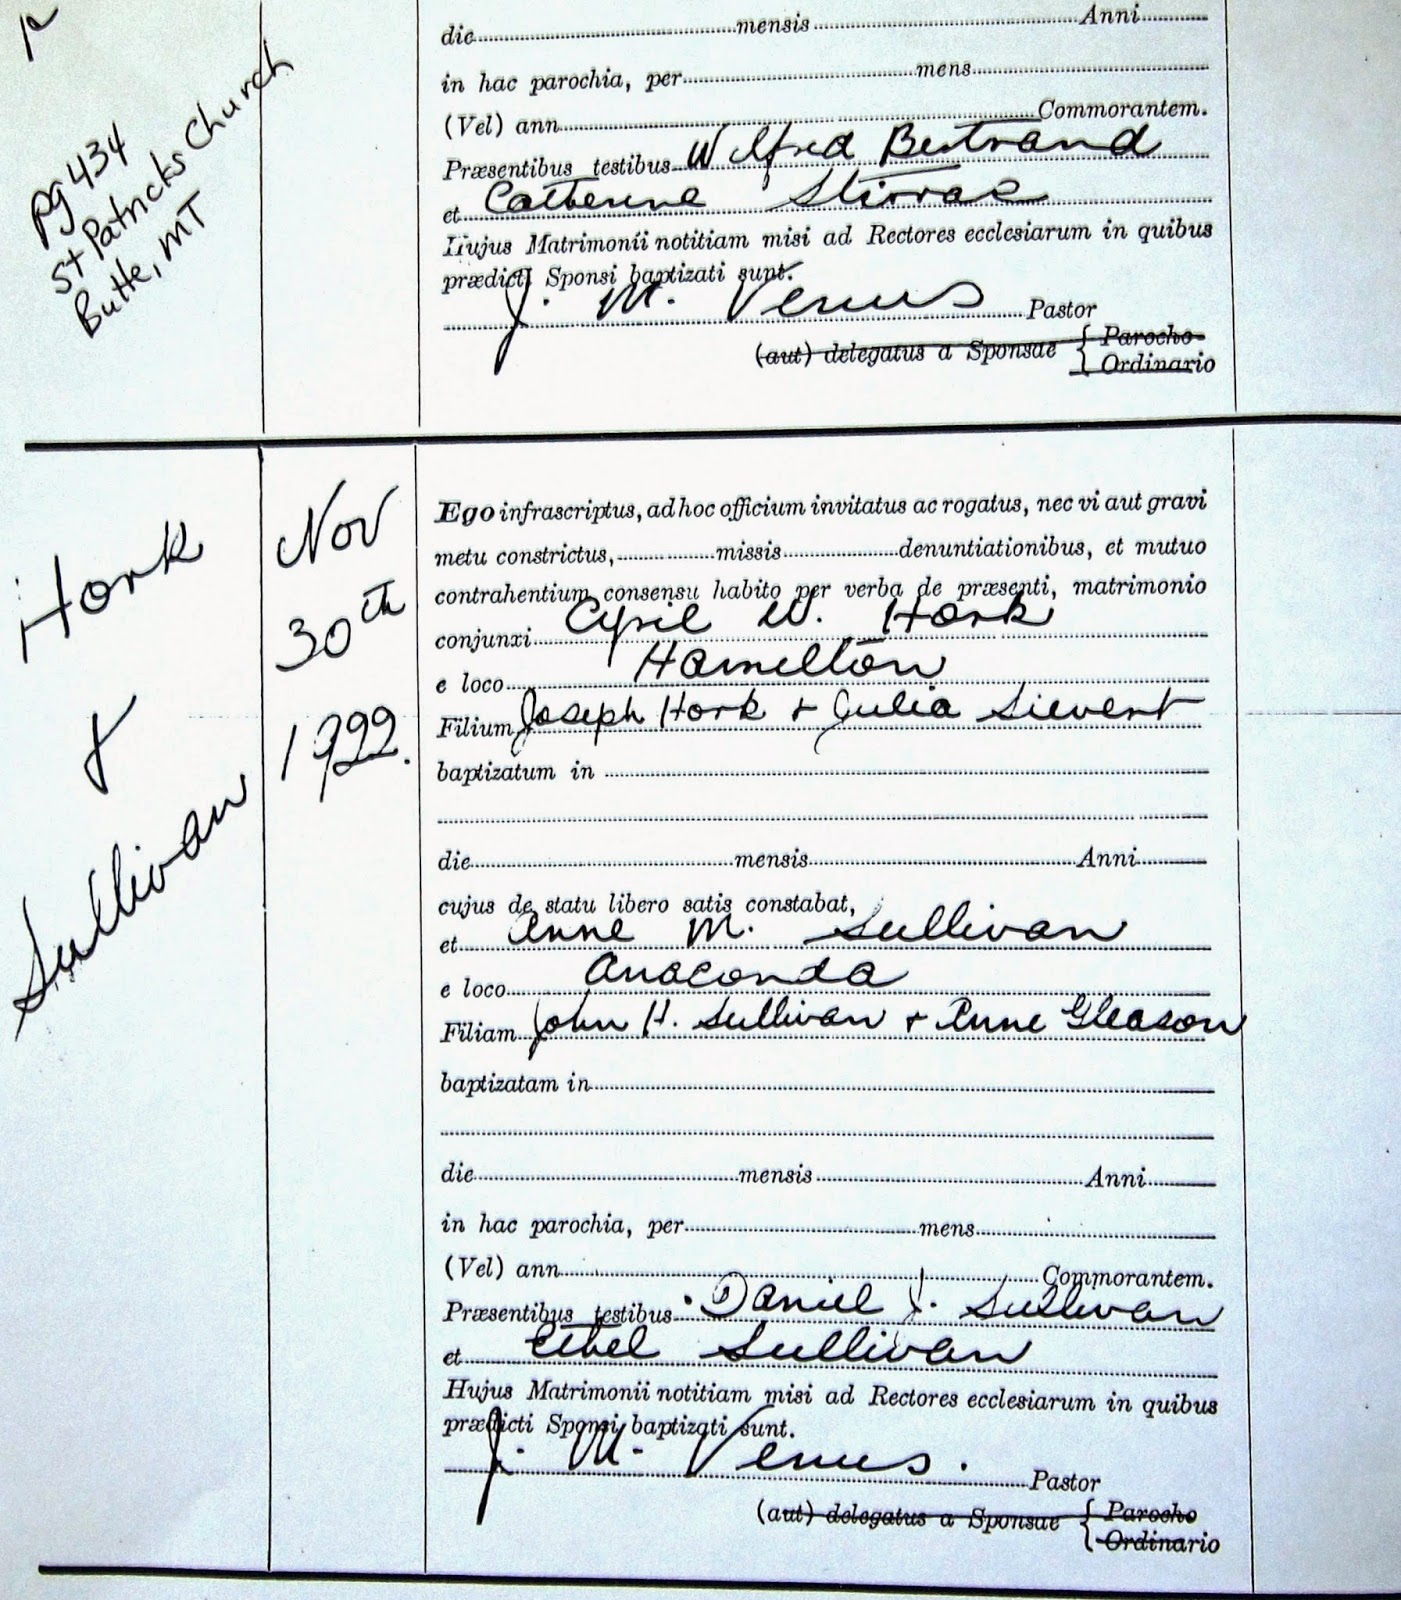 pg 434
St Patricks Church
Butte, MT
die mensis Anni
in hac parochia, per mens
(Vel) ann Commorantem.
Præsentibus testibus Wilfred Bertrand
et Catherine
Hujus Matrimonii notitiam misi ad Rectores ecclesiarum in quibus
prædicti Sponsi baptizati sunt.
J. M. Venus Pastor
(aut) delegatus a Sponsae { Parocho
Ordinario
Hork
+
Sullivan
Nov
30th
1922.
Ego infrascriptus, ad hoc officium invitatus ac rogatus, nec vi aut gravi
metu constrictus, missis denuntiationibus, et mutuo
contrahentium consensu habito per verba de præsenti, matrimonio
conjunxi Cyril W. Hork
e loco Hamelton
Filium Joseph Hork + Julia Sievert
baptizatum in
die mensis Anni
cujus de statu libero satis constabat,
et Anne M. Sullivan
e loco Anaconda
Filiam John H. Sullivan + Anne Gleason
baptizatam in
die mensis Anni
in hac parochia, per mens
(Vel) ann Commorantem.
Præsentibus testibus Daniel J. Sullivan
et Ethel Sullivan
Hujus Matrimonii notitiam misi ad Rectores ecclesiarum in quibus
prædicti Sponsi baptizati sunt.
J. M. Venus. Pastor
(aut) delegatus a Sponsae { Parocho
Ordinario